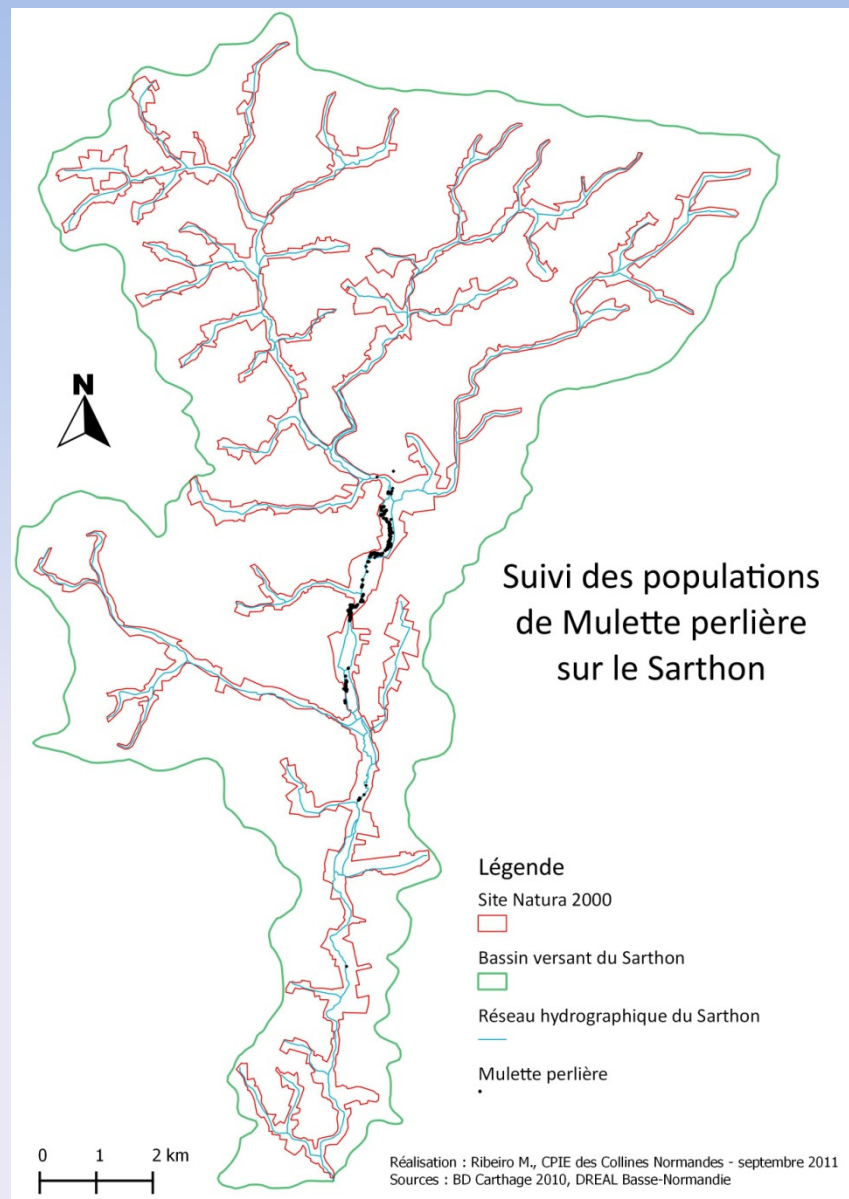 N
Suivi des populations
de Mulette perlière
sur le Sarthon
Légende
Site Natura 2000
Bassin versant du Sarthon
Réseau hydrographique du Sarthon
Mulette perlière
0 1 2 km
Réalisation : Ribeiro M., CPIE des Collines Normandes - septembre 2011
Sources : BD Carthage 2010, DREAL Basse-Normandie